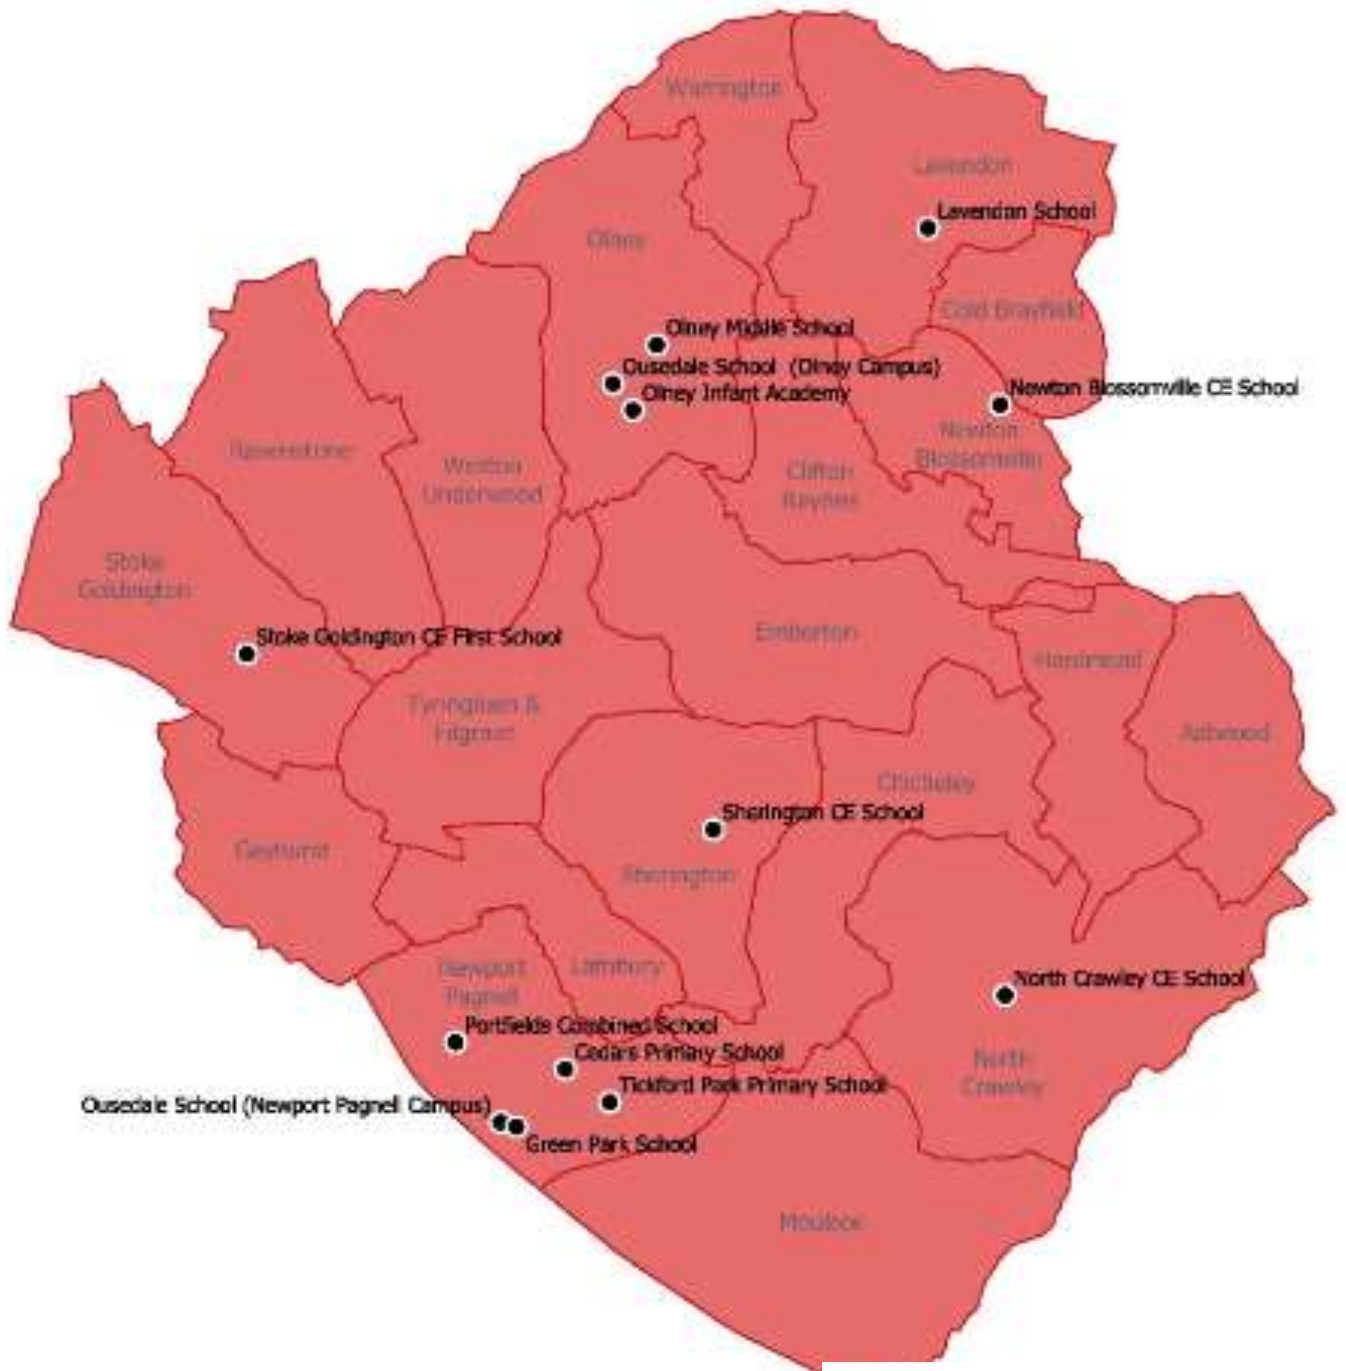 Warrington
Lavendon
Lavendon School
Olney
Cold Brayfield
Olney Middle School
Ousedale School (Olney Campus)
Olney Infant Academy
Newton Blossomville CE School
Newton
Blossomville
Ravenstone
Weston
Underwood
Clifton
Reynes
Stoke
Goldington
Emberton
Stoke Goldington CE First School
Hardmead
Tyringham &
Filgrave
Astwood
Chicheley
Sherington CE School
Gayhurst
Sherington
Newport
Pagnell
Lathbury
North Crawley CE School
Portfields Combined School
Cedars Primary School
North
Crawley
Tickford Park Primary School
Ousedale School (Newport Pagnell Campus)
Green Park School
Moulsoe